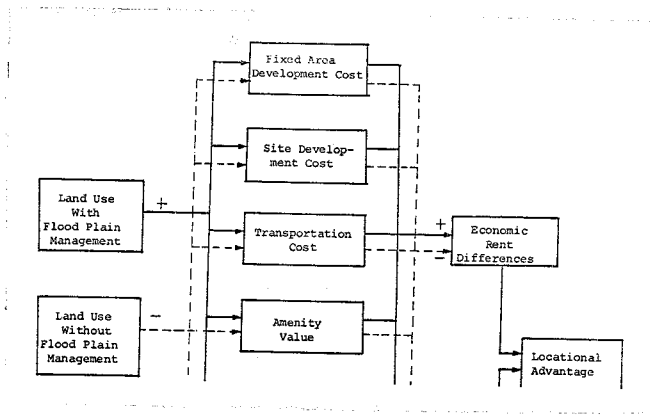 Fixed Area
Development Cost
Site Develop-
ment Cost
Land Use
With
Flood Plain
Management
+
Transportation
Cost
+
-
Economic
Rent
Differences
Land Use
Without
Flood Plain
Management
-
Amenity
Value
Locational
Advantage